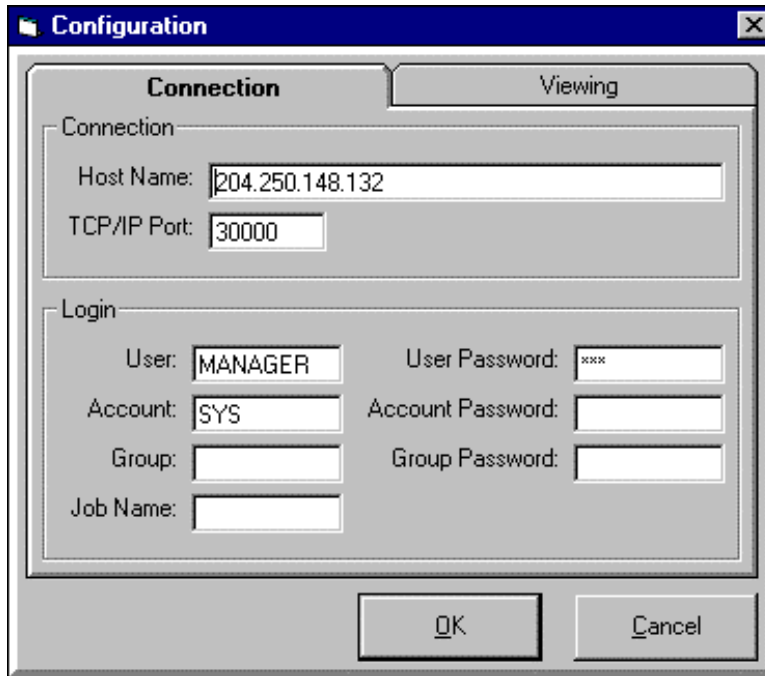 Configuration
Connection Viewing
Connection
Host Name: 204.250.148.132
TCP/IP Port: 30000
Login
User: MANAGER User Password: ***
Account: SYS Account Password:
Group: Group Password:
Job Name:
OK Cancel